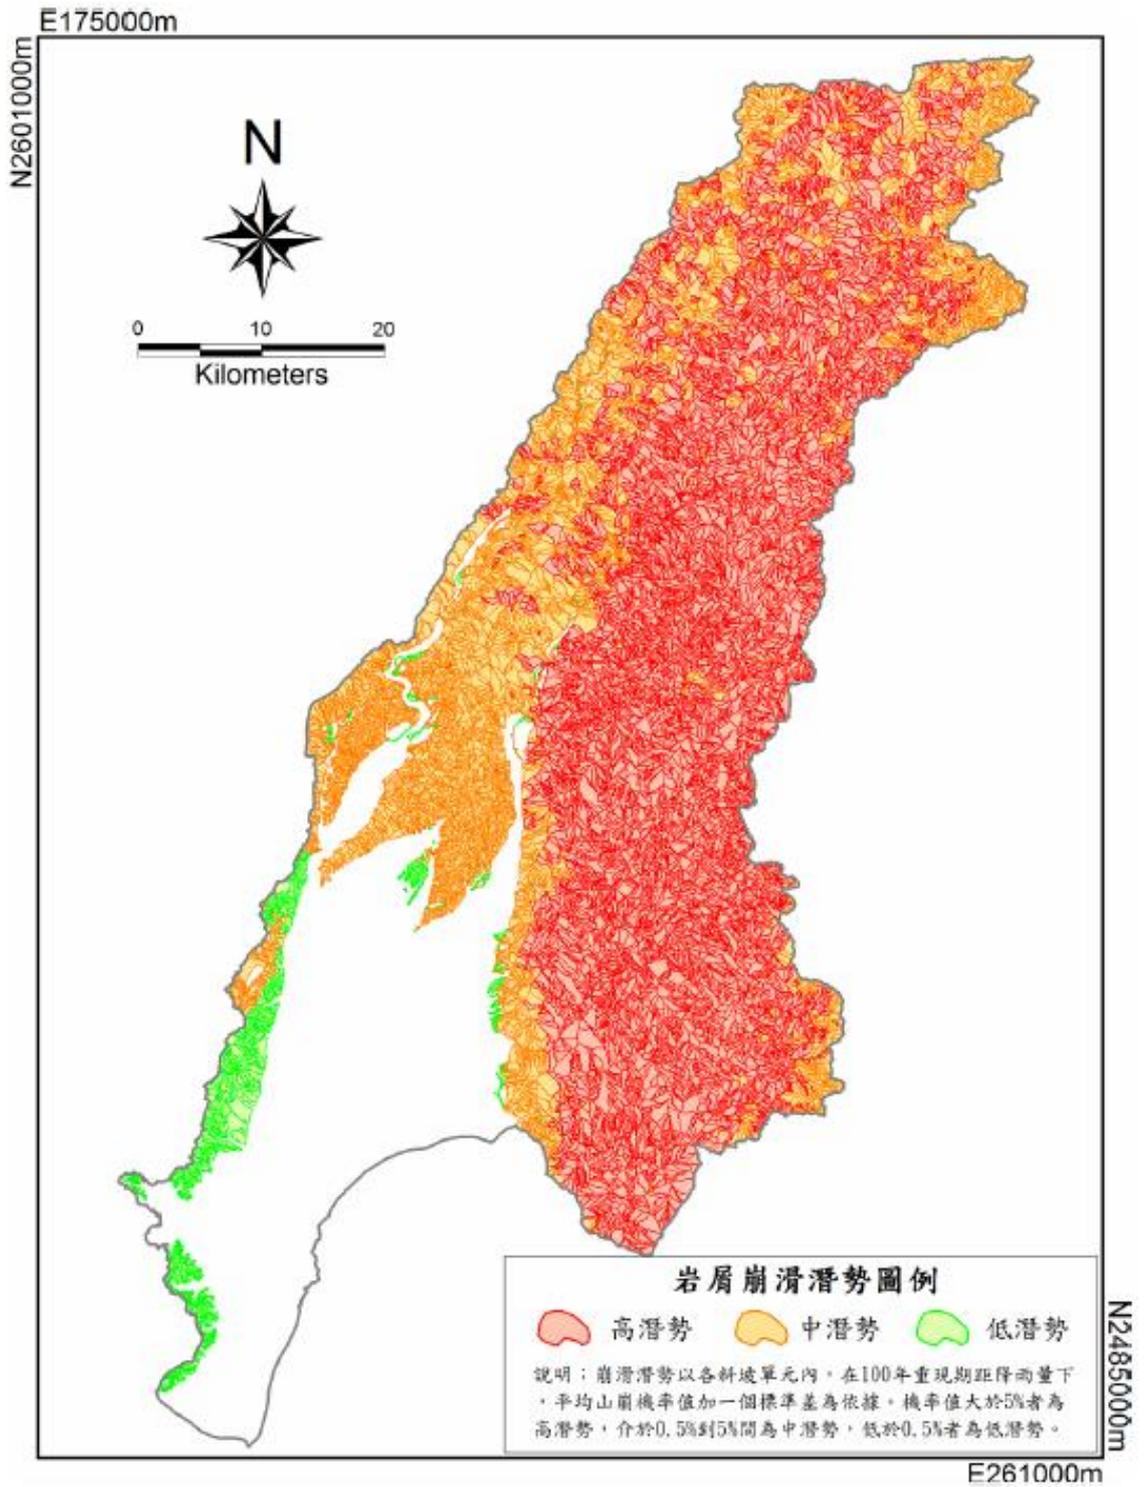 E175000m
N2601000m
N
0 10 20
Kilometers
岩屑崩滑潛勢圖例
高潛勢 中潛勢 低潛勢
說明：崩滑潛勢以各斜坡單元內，在100年重現期距降雨量下
，平均山崩機率值加一個標準差為依據。機率值大於5%者為
高潛勢，介於0.5%到5%間為中潛勢，低於0.5%者為低潛勢。
N2485000m
E261000m